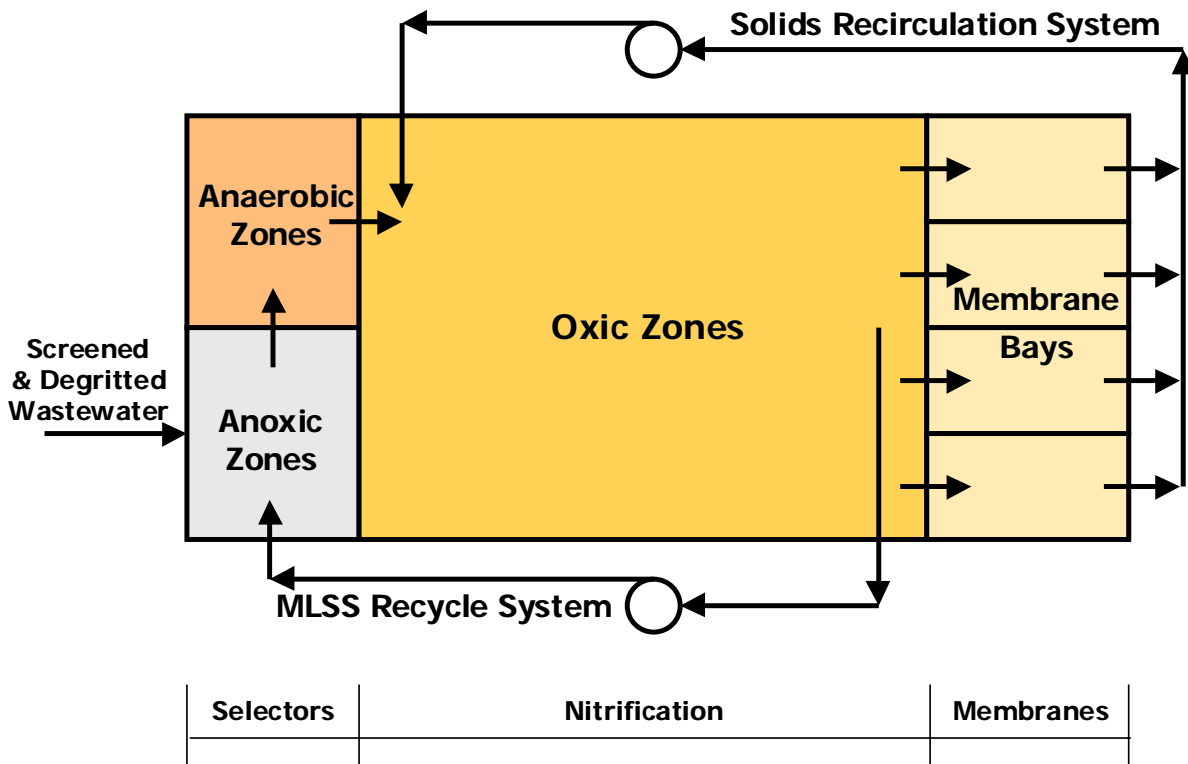 Solids Recirculation System
Anaerobic
Zones
Oxic Zones
Membrane
Bays
Screened
& Degritted
Wastewater
Anoxic
Zones
MLSS Recycle System
Selectors
Nitrification
Membranes